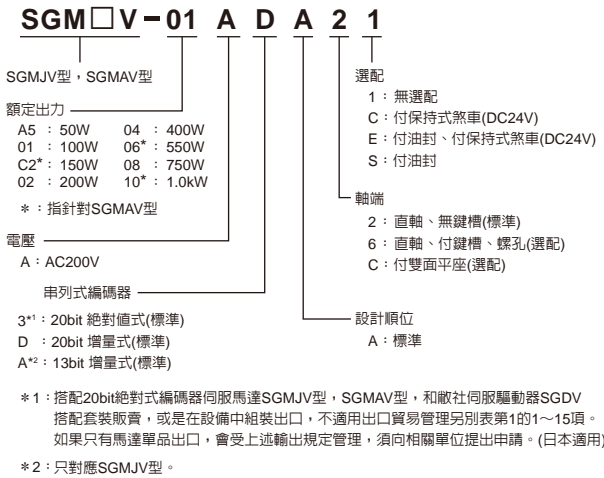 SGM□V-01 A D A 2 1
SGMJV型，SGMAV型
額定出力
A5 ： 50W 04 ： 400W
01 ： 100W 06* ： 550W
C2* ： 150W 08 ： 750W
02 ： 200W 10* ： 1.0kW
＊：指針對SGMAV型
電壓
A：AC200V
串列式編碼器
3*1：20bit 絕對值式(標準)
D ：20bit 增量式(標準)
A*2：13bit 增量式(標準)
選配
1：無選配
C：付保持式煞車(DC24V)
E：付油封、付保持式煞車(DC24V)
S：付油封
軸端
2：直軸、無鍵槽(標準)
6：直軸、付鍵槽、螺孔(選配)
C：付雙面平座(選配)
設計順位
A：標準
＊1：搭配20bit絕對式編碼器伺服馬達SGMJV型，SGMAV型，和敝社伺服驅動器SGDV
搭配套裝販賣，或是在設備中組裝出口，不適用出口貿易管理另別表第1的1～15項。
如果只有馬達單品出口，會受上述輸出規定管理，須向相關單位提出申請。(日本適用)
＊2：只對應SGMJV型。